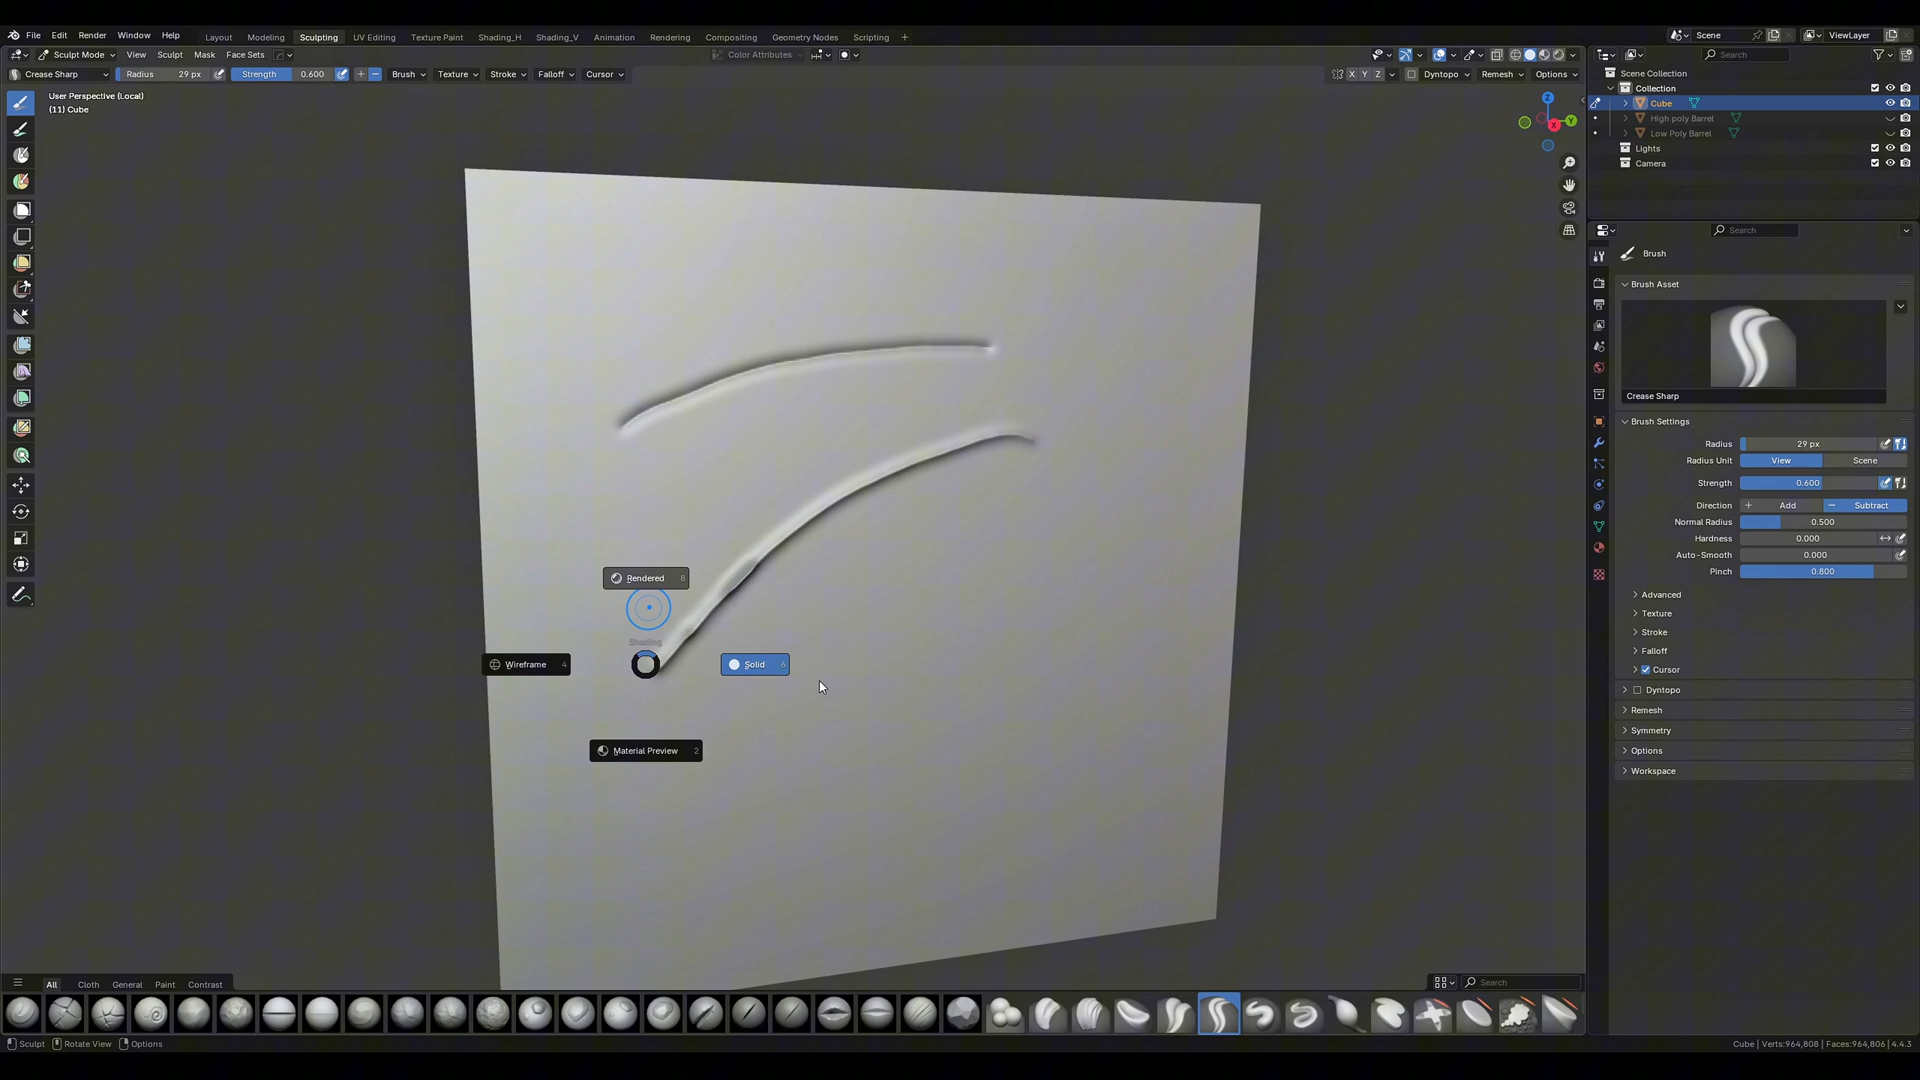 File Edit Render Window Help Layout Modeling Sculpting UV Editing Texture Paint Shading_H Shading_V Animation Rendering Compositing Geometry Nodes Scripting + Scene ViewLayer
Sculpt Mode View Sculpt Mask Face Sets Color Attributes Search
Crease Sharp Radius 29 px Strength 0.600 + − Brush Texture Stroke Falloff Cursor X Y Z Dyntopo Remesh Options
Scene Collection
Collection
Cube
High poly Barrel
Low Poly Barrel
Lights
Camera
User Perspective (Local)
(11) Cube
Z
Y
X
Search
Brush
Brush Asset
Crease Sharp
Brush Settings
Radius 29 px
Radius Unit View Scene
Strength 0.600
Direction + Add − Subtract
Normal Radius 0.500
Hardness 0.000
Auto-Smooth 0.000
Pinch 0.800
Advanced
Texture
Stroke
Falloff
Cursor
Dyntopo
Remesh
Symmetry
Options
Workspace
Rendered 8
Shading
Wireframe 4
Solid 6
Material Preview 2
All Cloth General Paint Contrast Search
Sculpt Rotate View Options Cube | Verts:964,808 | Faces:964,806 | 4.4.3